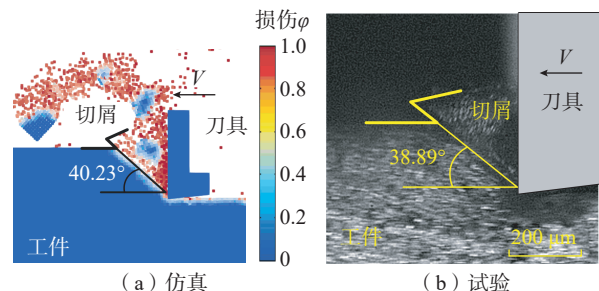 损伤φ
1.0
0.8
0.6
0.4
0.2
0
V
切屑
刀具
40.23°
工件
V
切屑
刀具
38.89°
工件
200 μm
(a)仿真
(b)试验